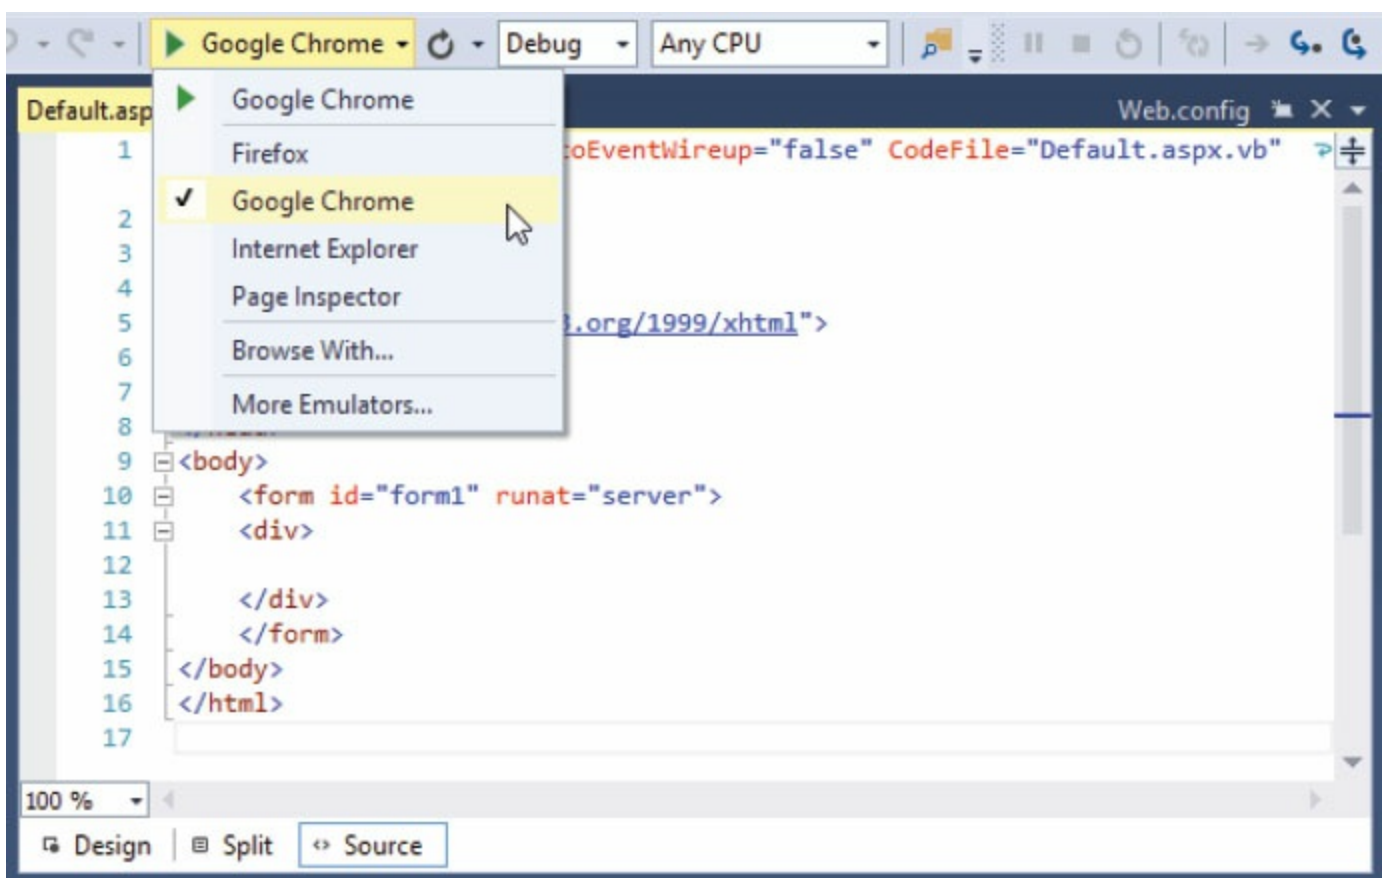 Google Chrome Debug Any CPU
Default.asp Web.config
Google Chrome
Firefox
Google Chrome
Internet Explorer
Page Inspector
Browse With...
More Emulators...
1 toEventWireup="false" CodeFile="Default.aspx.vb"
2
3
4
5 .org/1999/xhtml">
6
7
8
9 <body>
10 <form id="form1" runat="server">
11 <div>
12
13 </div>
14 </form>
15 </body>
16 </html>
17
100 %
Design Split Source